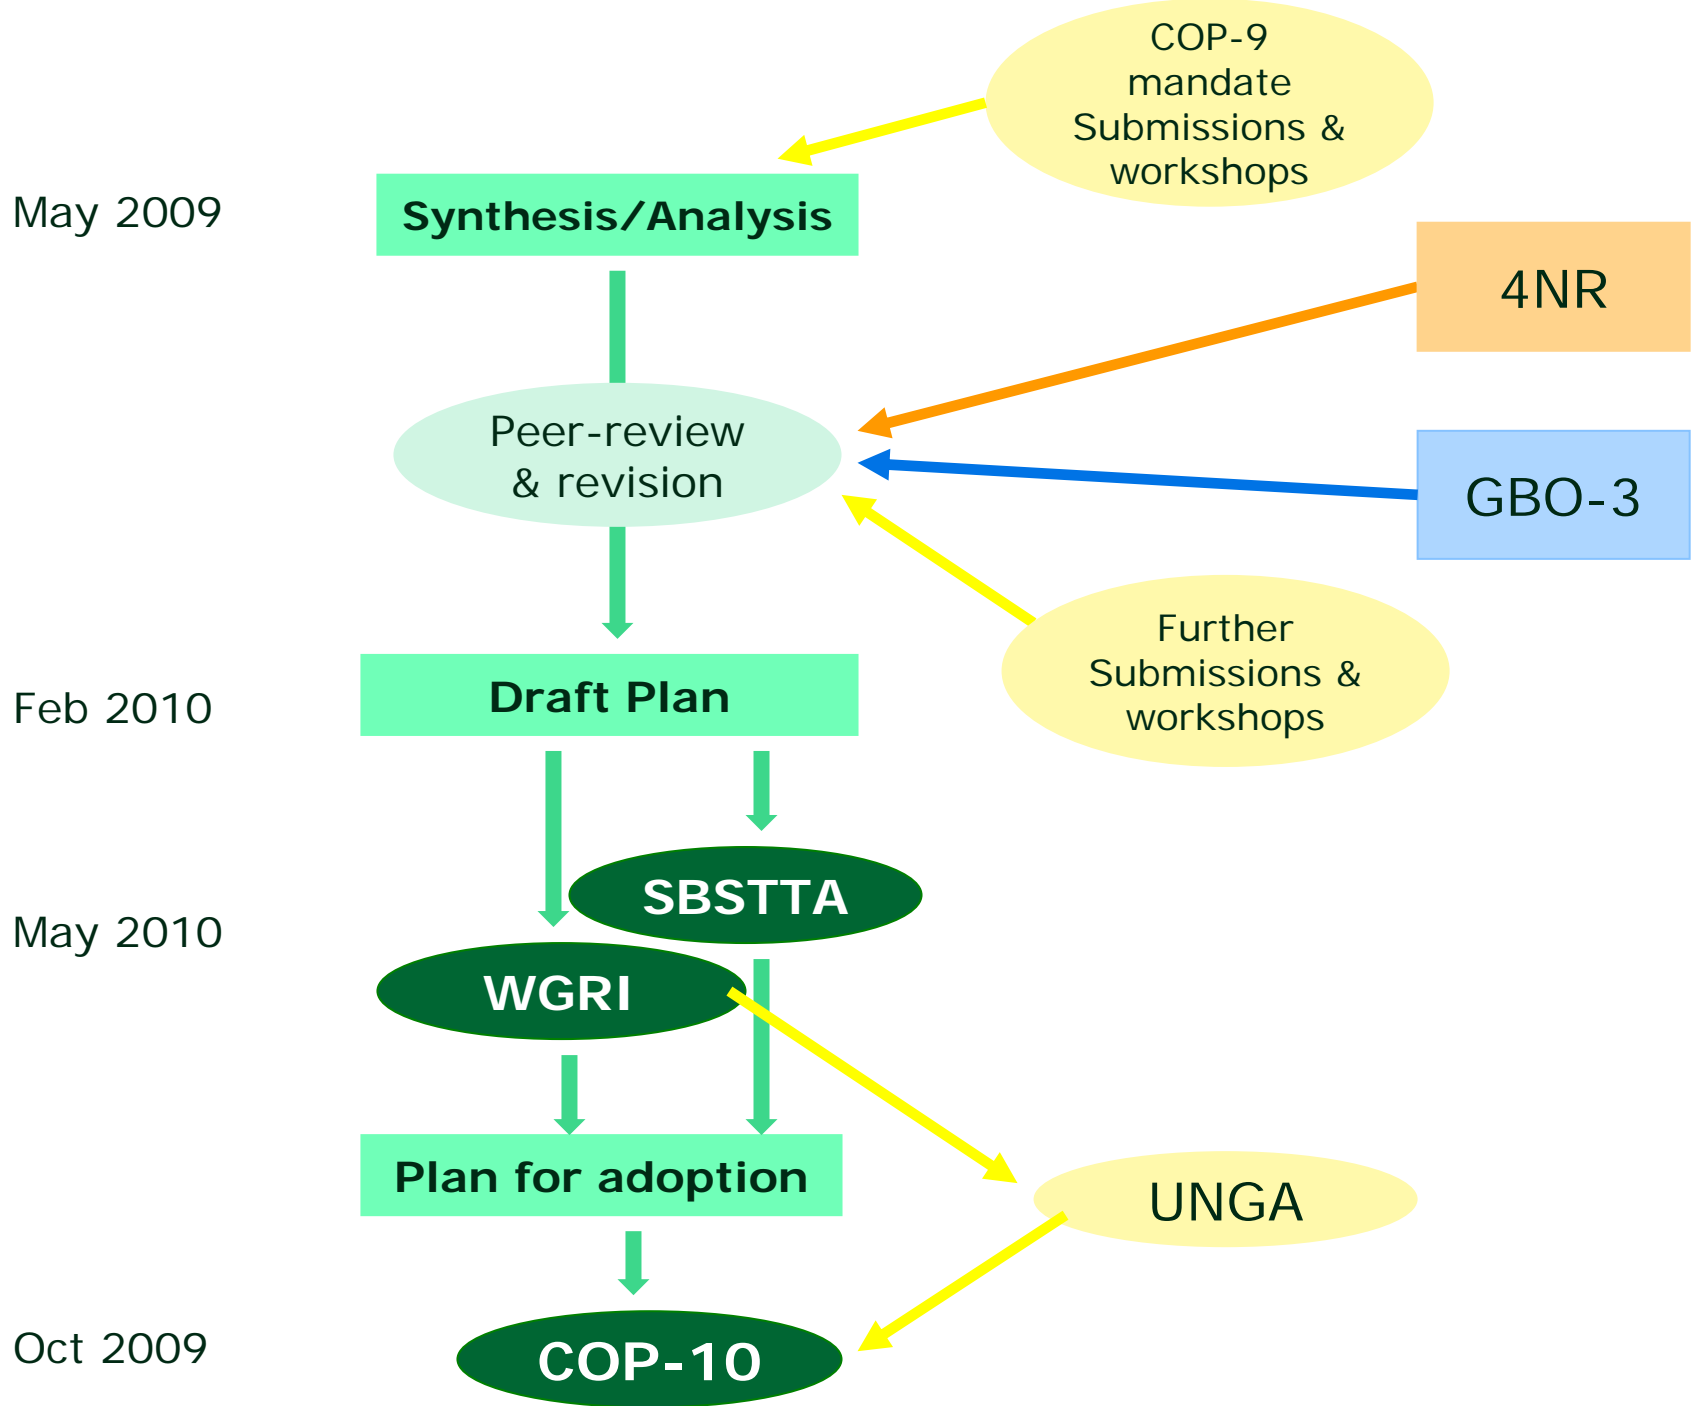 COP-9
mandate
Submissions &
workshops
May 2009
Synthesis/Analysis
4NR
Peer-review
& revision
GBO-3
Further
Submissions &
workshops
Feb 2010
Draft Plan
SBSTTA
May 2010
WGRI
Plan for adoption
UNGA
Oct 2009
COP-10